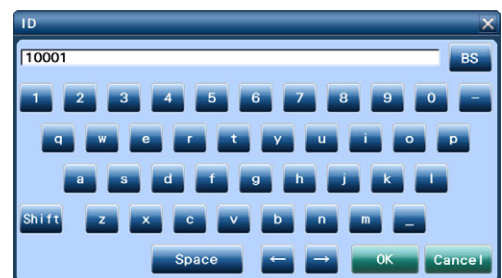 ID
10001
BS
1 2 3 4 5 6 7 8 9 0 -
q w e r t y u i o p
a s d f g h j k l
Shift z x c v b n m _
Space ← → OK Cancel